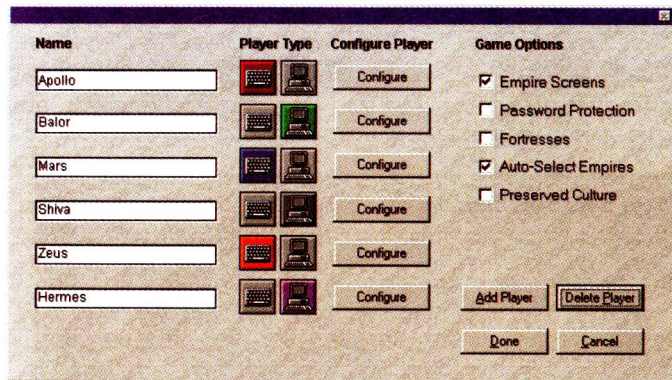 Name Player Type Configure Player Game Options
Apollo Configure Empire Screens
Balor Configure Password Protection
Fortresses
Mars Configure Auto-Select Empires
Preserved Culture
Shiva Configure
Zeus Configure
Hermes Configure Add Player Delete Player
Done Cancel